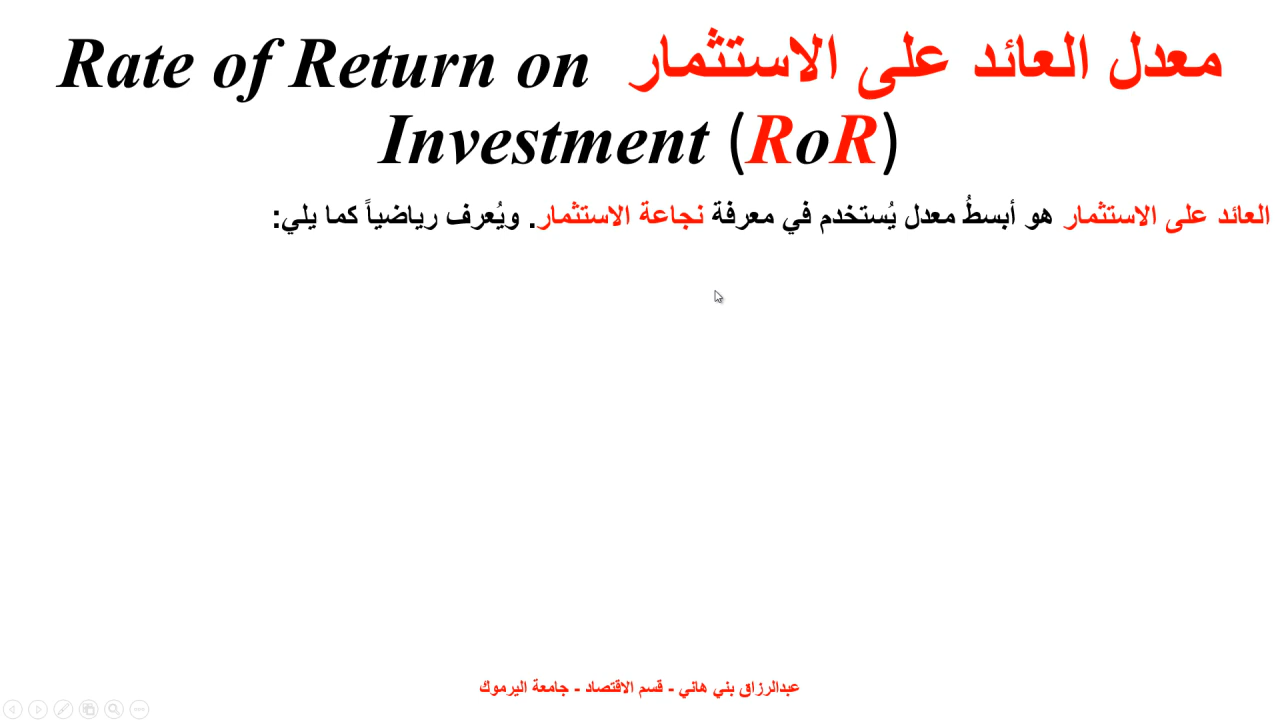 معدل العائد على الاستثمار Rate of Return on
Investment (RoR)
العائد على الاستثمار هو أبسطُ معدل يُستخدم في معرفة نجاعة الاستثمار. ويُعرف رياضياً كما يلي:
عبدالرزاق بني هاني - قسم الاقتصاد - جامعة اليرموك